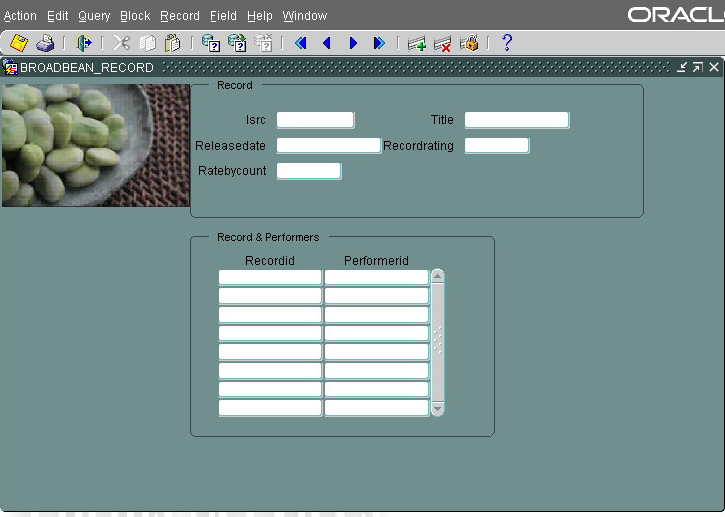 Action Edit Query Block Record Field Help Window
ORACL
BROADBEAN_RECORD
Record
Isrc Title
Releasedate Recordrating
Ratebycount
Record & Performers
Recordid Performerid